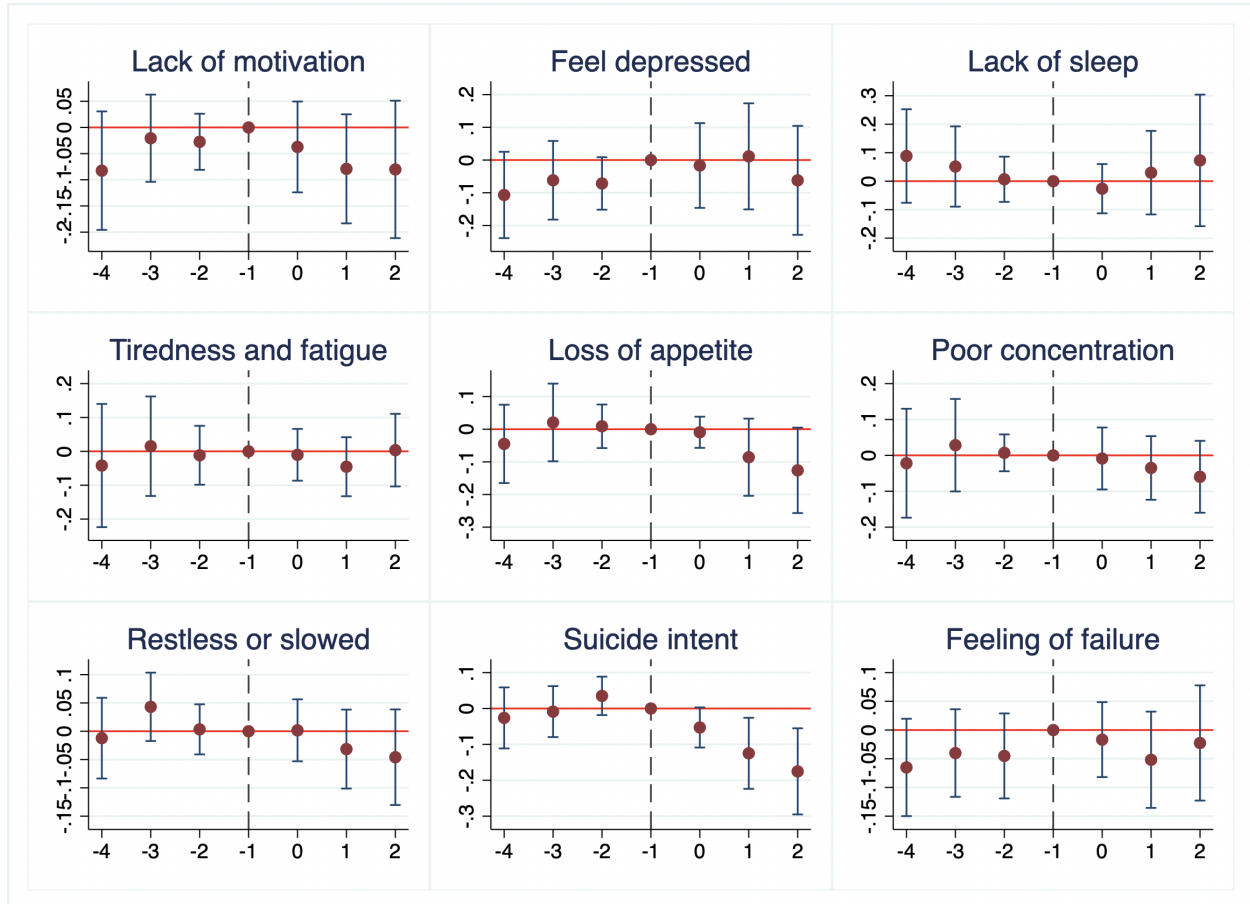 Lack of motivation
Feel depressed
Lack of sleep
-.2 -.15 -.1 -.05 0 .05
-.2 -.1 0 .1 .2
-.2 -.1 0 .1 .2 .3
-4 -3 -2 -1 0 1 2
-4 -3 -2 -1 0 1 2
-4 -3 -2 -1 0 1 2
Tiredness and fatigue
Loss of appetite
Poor concentration
-.2 -.1 0 .1 .2
-.3 -.2 -.1 0 .1
-.2 -.1 0 .1 .2
-4 -3 -2 -1 0 1 2
-4 -3 -2 -1 0 1 2
-4 -3 -2 -1 0 1 2
Restless or slowed
Suicide intent
Feeling of failure
-.15 -.1 -.05 0 .05 .1
-.3 -.2 -.1 0 .1
-.15 -.1 -.05 0 .05 .1
-4 -3 -2 -1 0 1 2
-4 -3 -2 -1 0 1 2
-4 -3 -2 -1 0 1 2